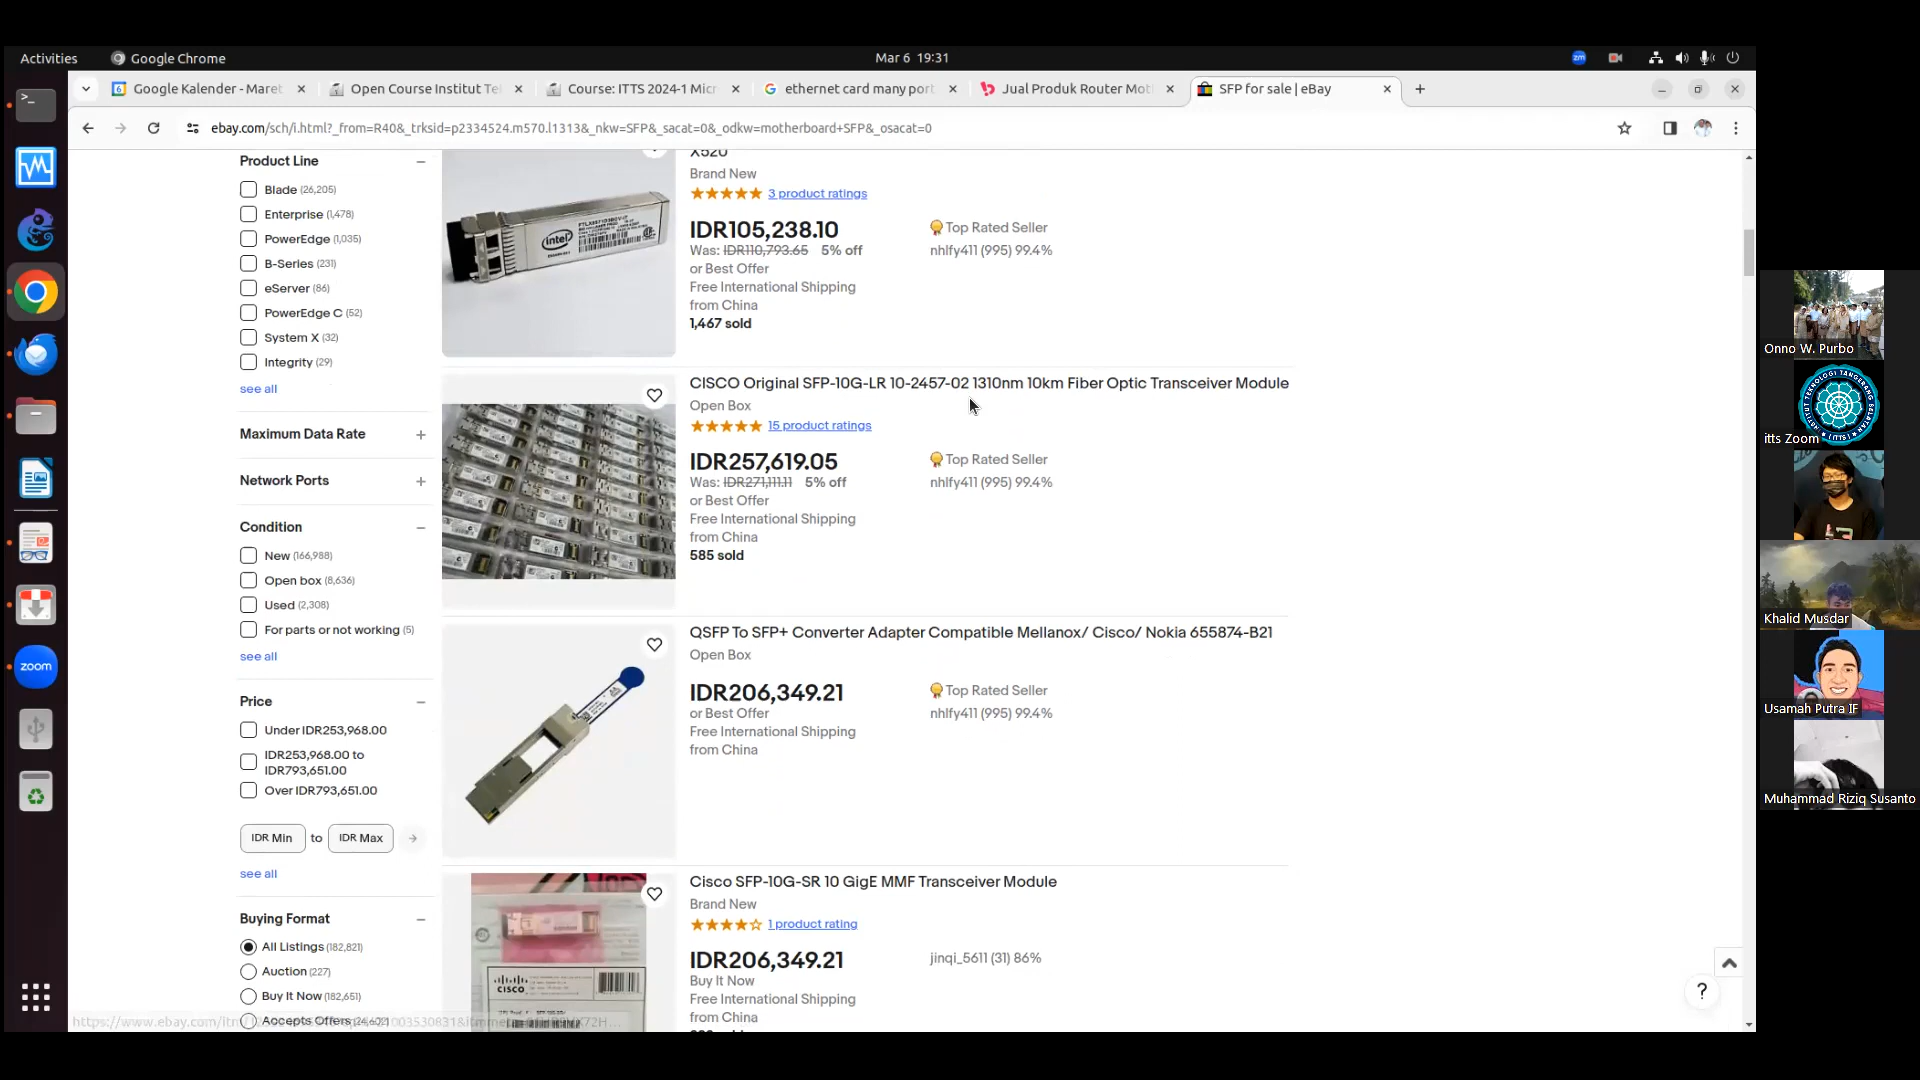 Activities
Google Chrome
Mar 6 19:31
zm
Google Kalender - Maret
Open Course Institut Te
Course: ITTS 2024-1 Micr
ethernet card many port
Jual Produk Router Mot
SFP for sale | eBay
ebay.com/sch/i.html?_from=R40&_trksid=p2334524.m570.l1313&_nkw=SFP&_sacat=0&_odkw=motherboard+SFP&_osacat=0
Product Line
Blade (26,205)
Enterprise (1,478)
PowerEdge (1,035)
B-Series (231)
eServer (86)
PowerEdge C (52)
System X (32)
Integrity (29)
see all
Maximum Data Rate
Network Ports
Condition
New (166,988)
Open box (8,636)
Used (2,308)
For parts or not working (5)
see all
Price
Under IDR253,968.00
IDR253,968.00 to
IDR793,651.00
Over IDR793,651.00
IDR Min to IDR Max
see all
Buying Format
All Listings (182,821)
Auction (227)
Buy It Now (182,651)
Accepts Offers
X520
Brand New
3 product ratings
IDR105,238.10
Was: IDR110,793.65 5% off
or Best Offer
Free International Shipping
from China
1,467 sold
Top Rated Seller
nhlfy411 (995) 99.4%
intel
CISCO Original SFP-10G-LR 10-2457-02 1310nm 10km Fiber Optic Transceiver Module
Open Box
15 product ratings
IDR257,619.05
Was: IDR271,111.11 5% off
or Best Offer
Free International Shipping
from China
585 sold
Top Rated Seller
nhlfy411 (995) 99.4%
QSFP To SFP+ Converter Adapter Compatible Mellanox/ Cisco/ Nokia 655874-B21
Open Box
IDR206,349.21
or Best Offer
Free International Shipping
from China
Top Rated Seller
nhlfy411 (995) 99.4%
Cisco SFP-10G-SR 10 GigE MMF Transceiver Module
Brand New
1 product rating
IDR206,349.21
Buy It Now
Free International Shipping
from China
jinqi_5611 (31) 86%
CISCO
zoom
?
Onno W. Purbo
INSTITUT TEKNOLOGI TANGERANG SELATAN
itts Zoom
Khalid Musdar
Usamah Putra IF
Muhammad Riziq Susanto